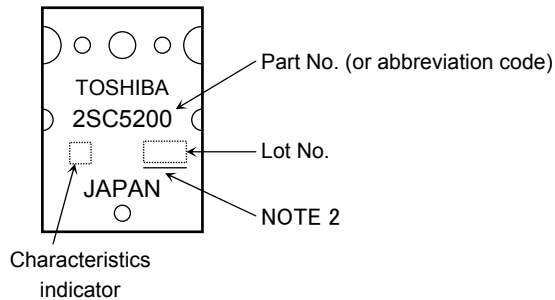 TOSHIBA
2SC5200
JAPAN
Part No. (or abbreviation code)
Lot No.
NOTE 2
Characteristics
indicator